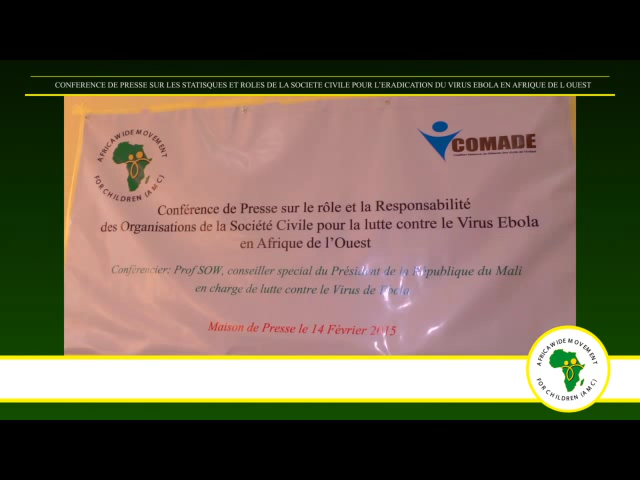 CONFERENCE DE PRESSE SUR LES STATISQUES ET ROLES DE LA SOCIETE CIVILE POUR L'ERADICATION DU VIRUS EBOLA EN AFRIQUE DE L OUEST
AFRICAWIDE MOVEMENT
FOR CHILDREN (AMC)
COMADE
Conférence de Presse sur le rôle et la Responsabilité
des Organisations de la Société Civile pour la lutte contre le Virus Ebola
en Afrique de l'Ouest
Conférencier: Prof SOW, conseiller special du Président de la République du Mali
en charge de lutte contre le Virus de Ebola
Maison de Presse le 14 Février 2015
AFRICAWIDE MOVEMENT
FOR CHILDREN (AMC)